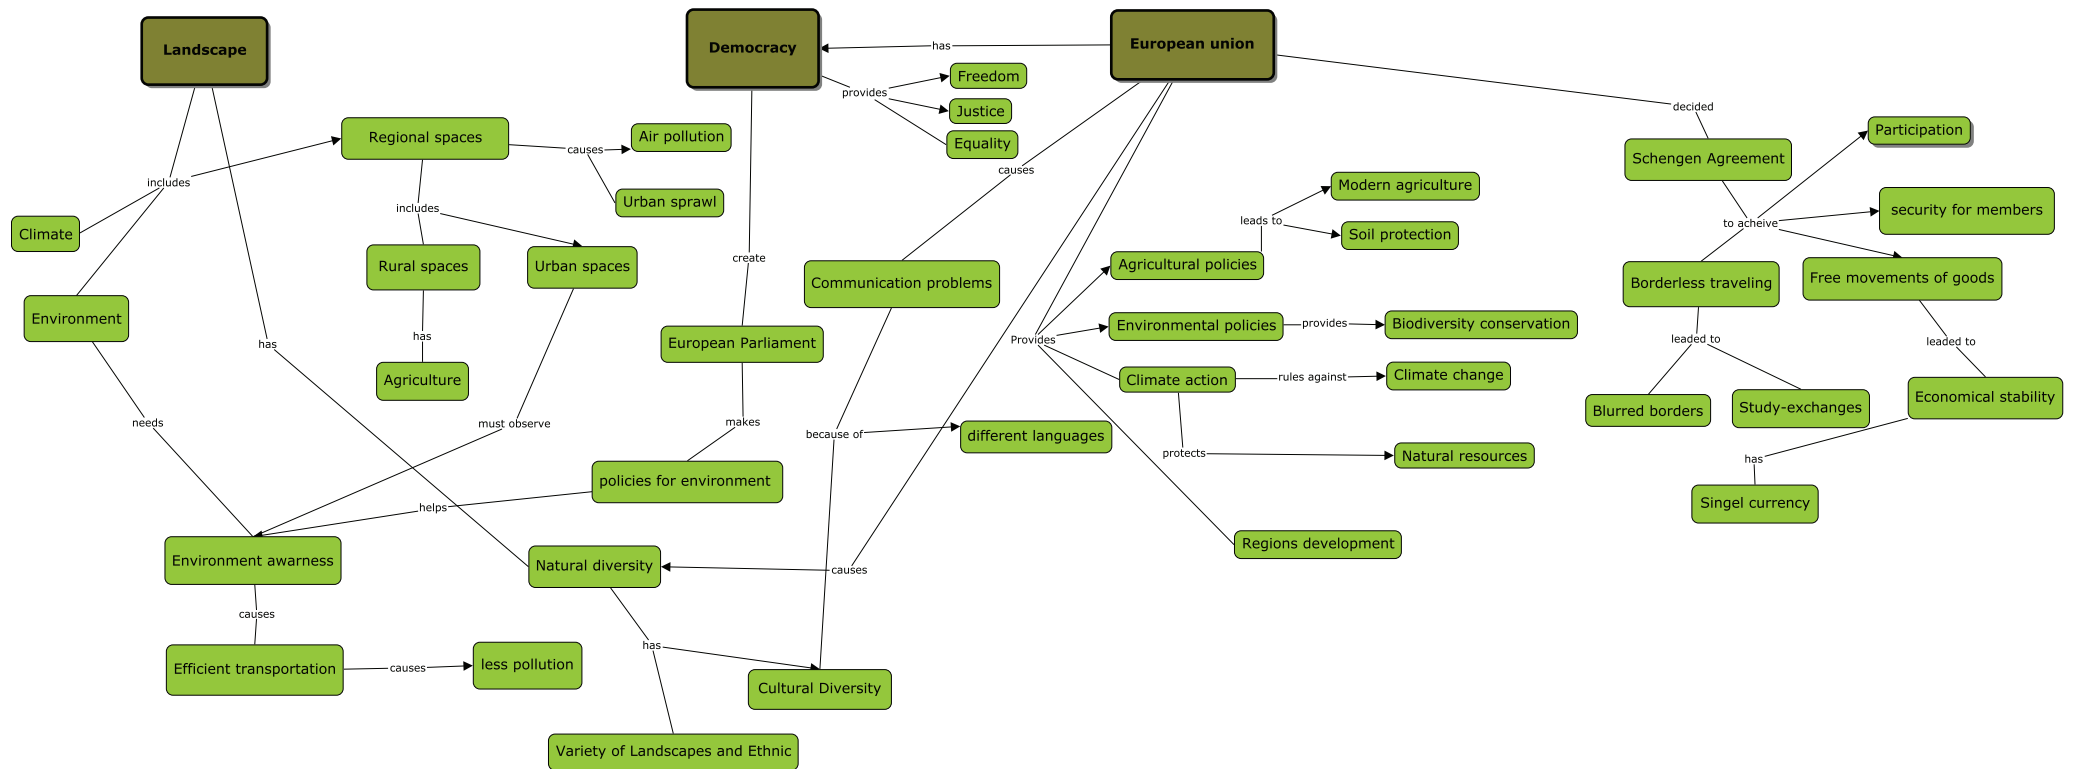 Landscape
Democracy
European union
has
Freedom
provides
Justice
Equality
decided
Regional spaces
causes
Air pollution
Urban sprawl
causes
Schengen Agreement
Participation
includes
includes
Modern agriculture
leads to
Soil protection
to acheive
security for members
Climate
Rural spaces
Urban spaces
create
Communication problems
Agricultural policies
Borderless traveling
Free movements of goods
Environment
has
has
European Parliament
Provides
Environmental policies
provides
Biodiversity conservation
leaded to
leaded to
Agriculture
Climate action
rules against
Climate change
Blurred borders
Study-exchanges
Economical stability
needs
must observe
makes
because of
different languages
protects
Natural resources
has
policies for environment
helps
Singel currency
Environment awarness
Natural diversity
causes
Regions development
causes
Efficient transportation
causes
less pollution
has
Cultural Diversity
Variety of Landscapes and Ethnic